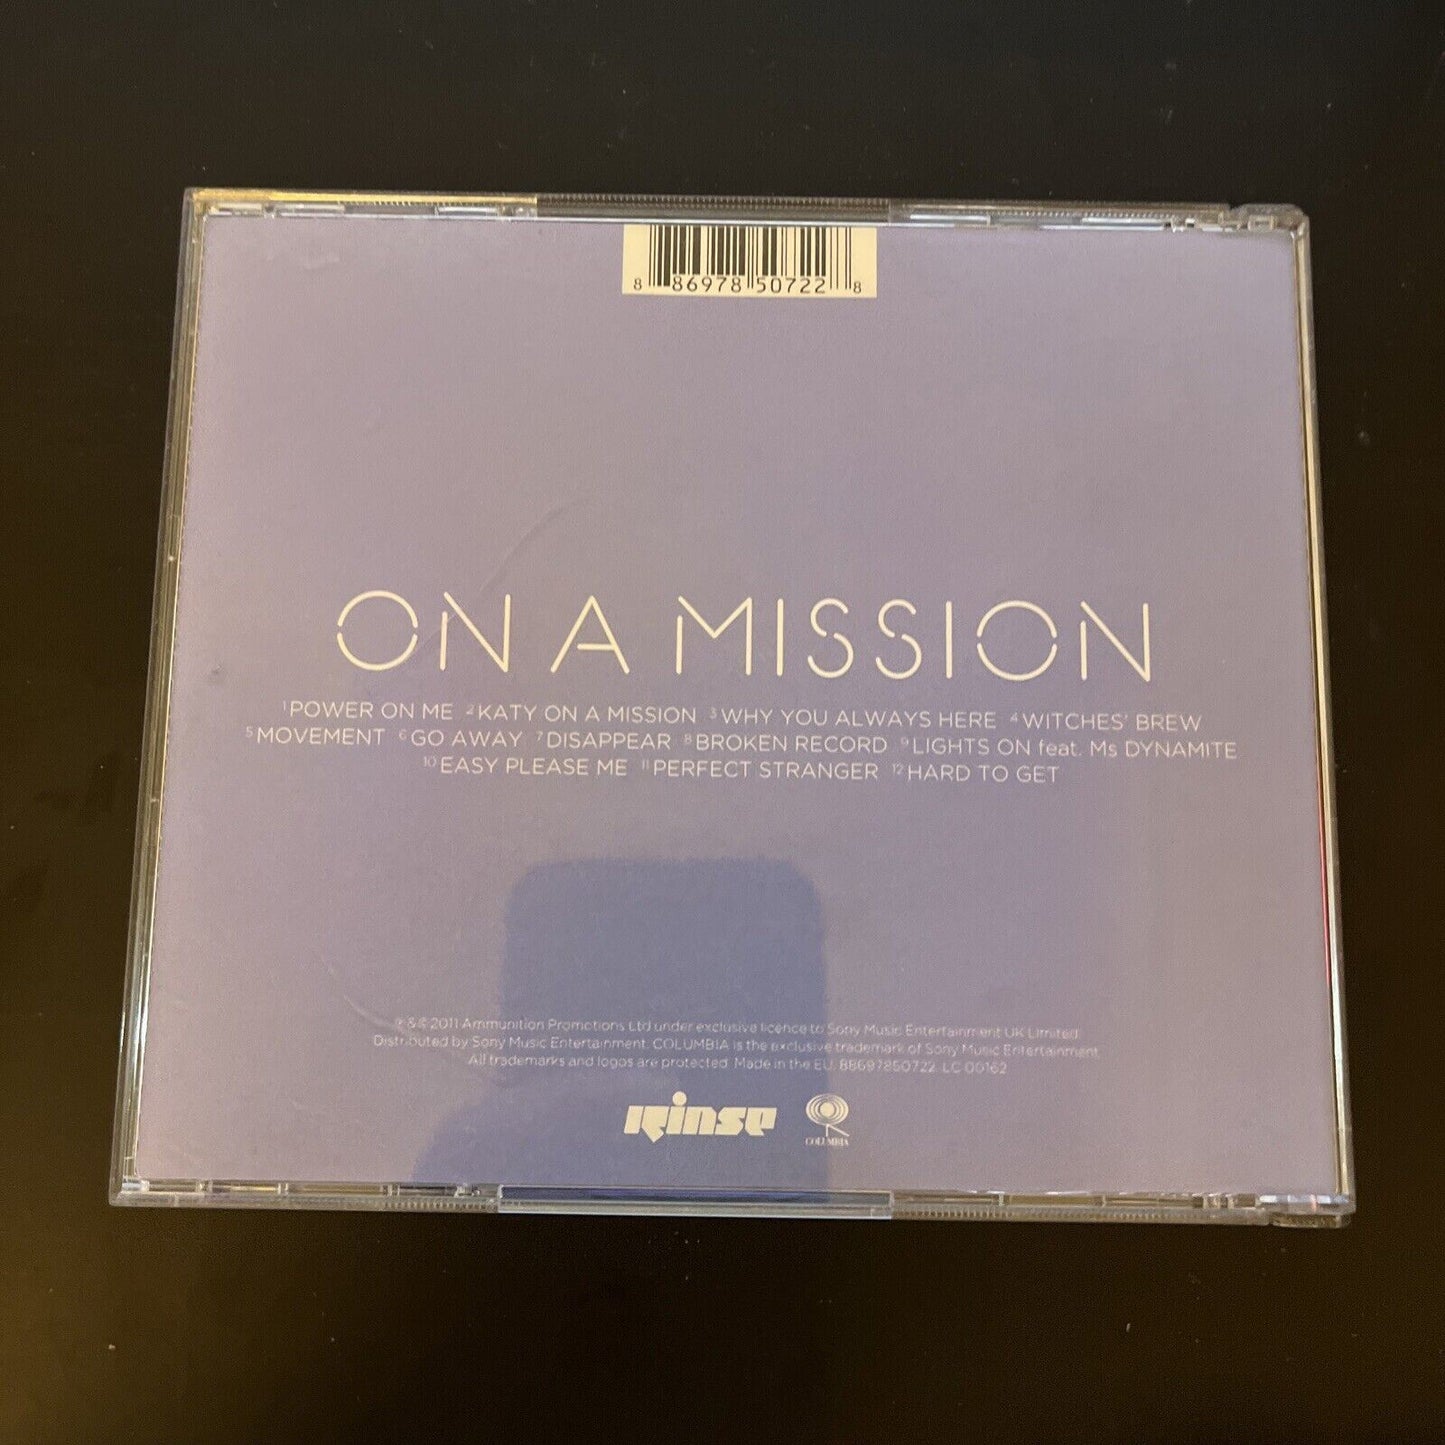 8 86978 50722 8
ON A MISSION
1 POWER ON ME 2 KATY ON A MISSION 3 WHY YOU ALWAYS HERE 4 WITCHES' BREW
5 MOVEMENT 6 GO AWAY 7 DISAPPEAR 8 BROKEN RECORD 9 LIGHTS ON feat. Ms DYNAMITE
10 EASY PLEASE ME 11 PERFECT STRANGER 12 HARD TO GET
℗ & © 2011 Ammunition Promotions Ltd under exclusive licence to Sony Music Entertainment UK Limited
Distributed by Sony Music Entertainment. COLUMBIA is the exclusive trademark of Sony Music Entertainment.
All trademarks and logos are protected. Made in the EU. 88697850722. LC 00162
rinse
COLUMBIA